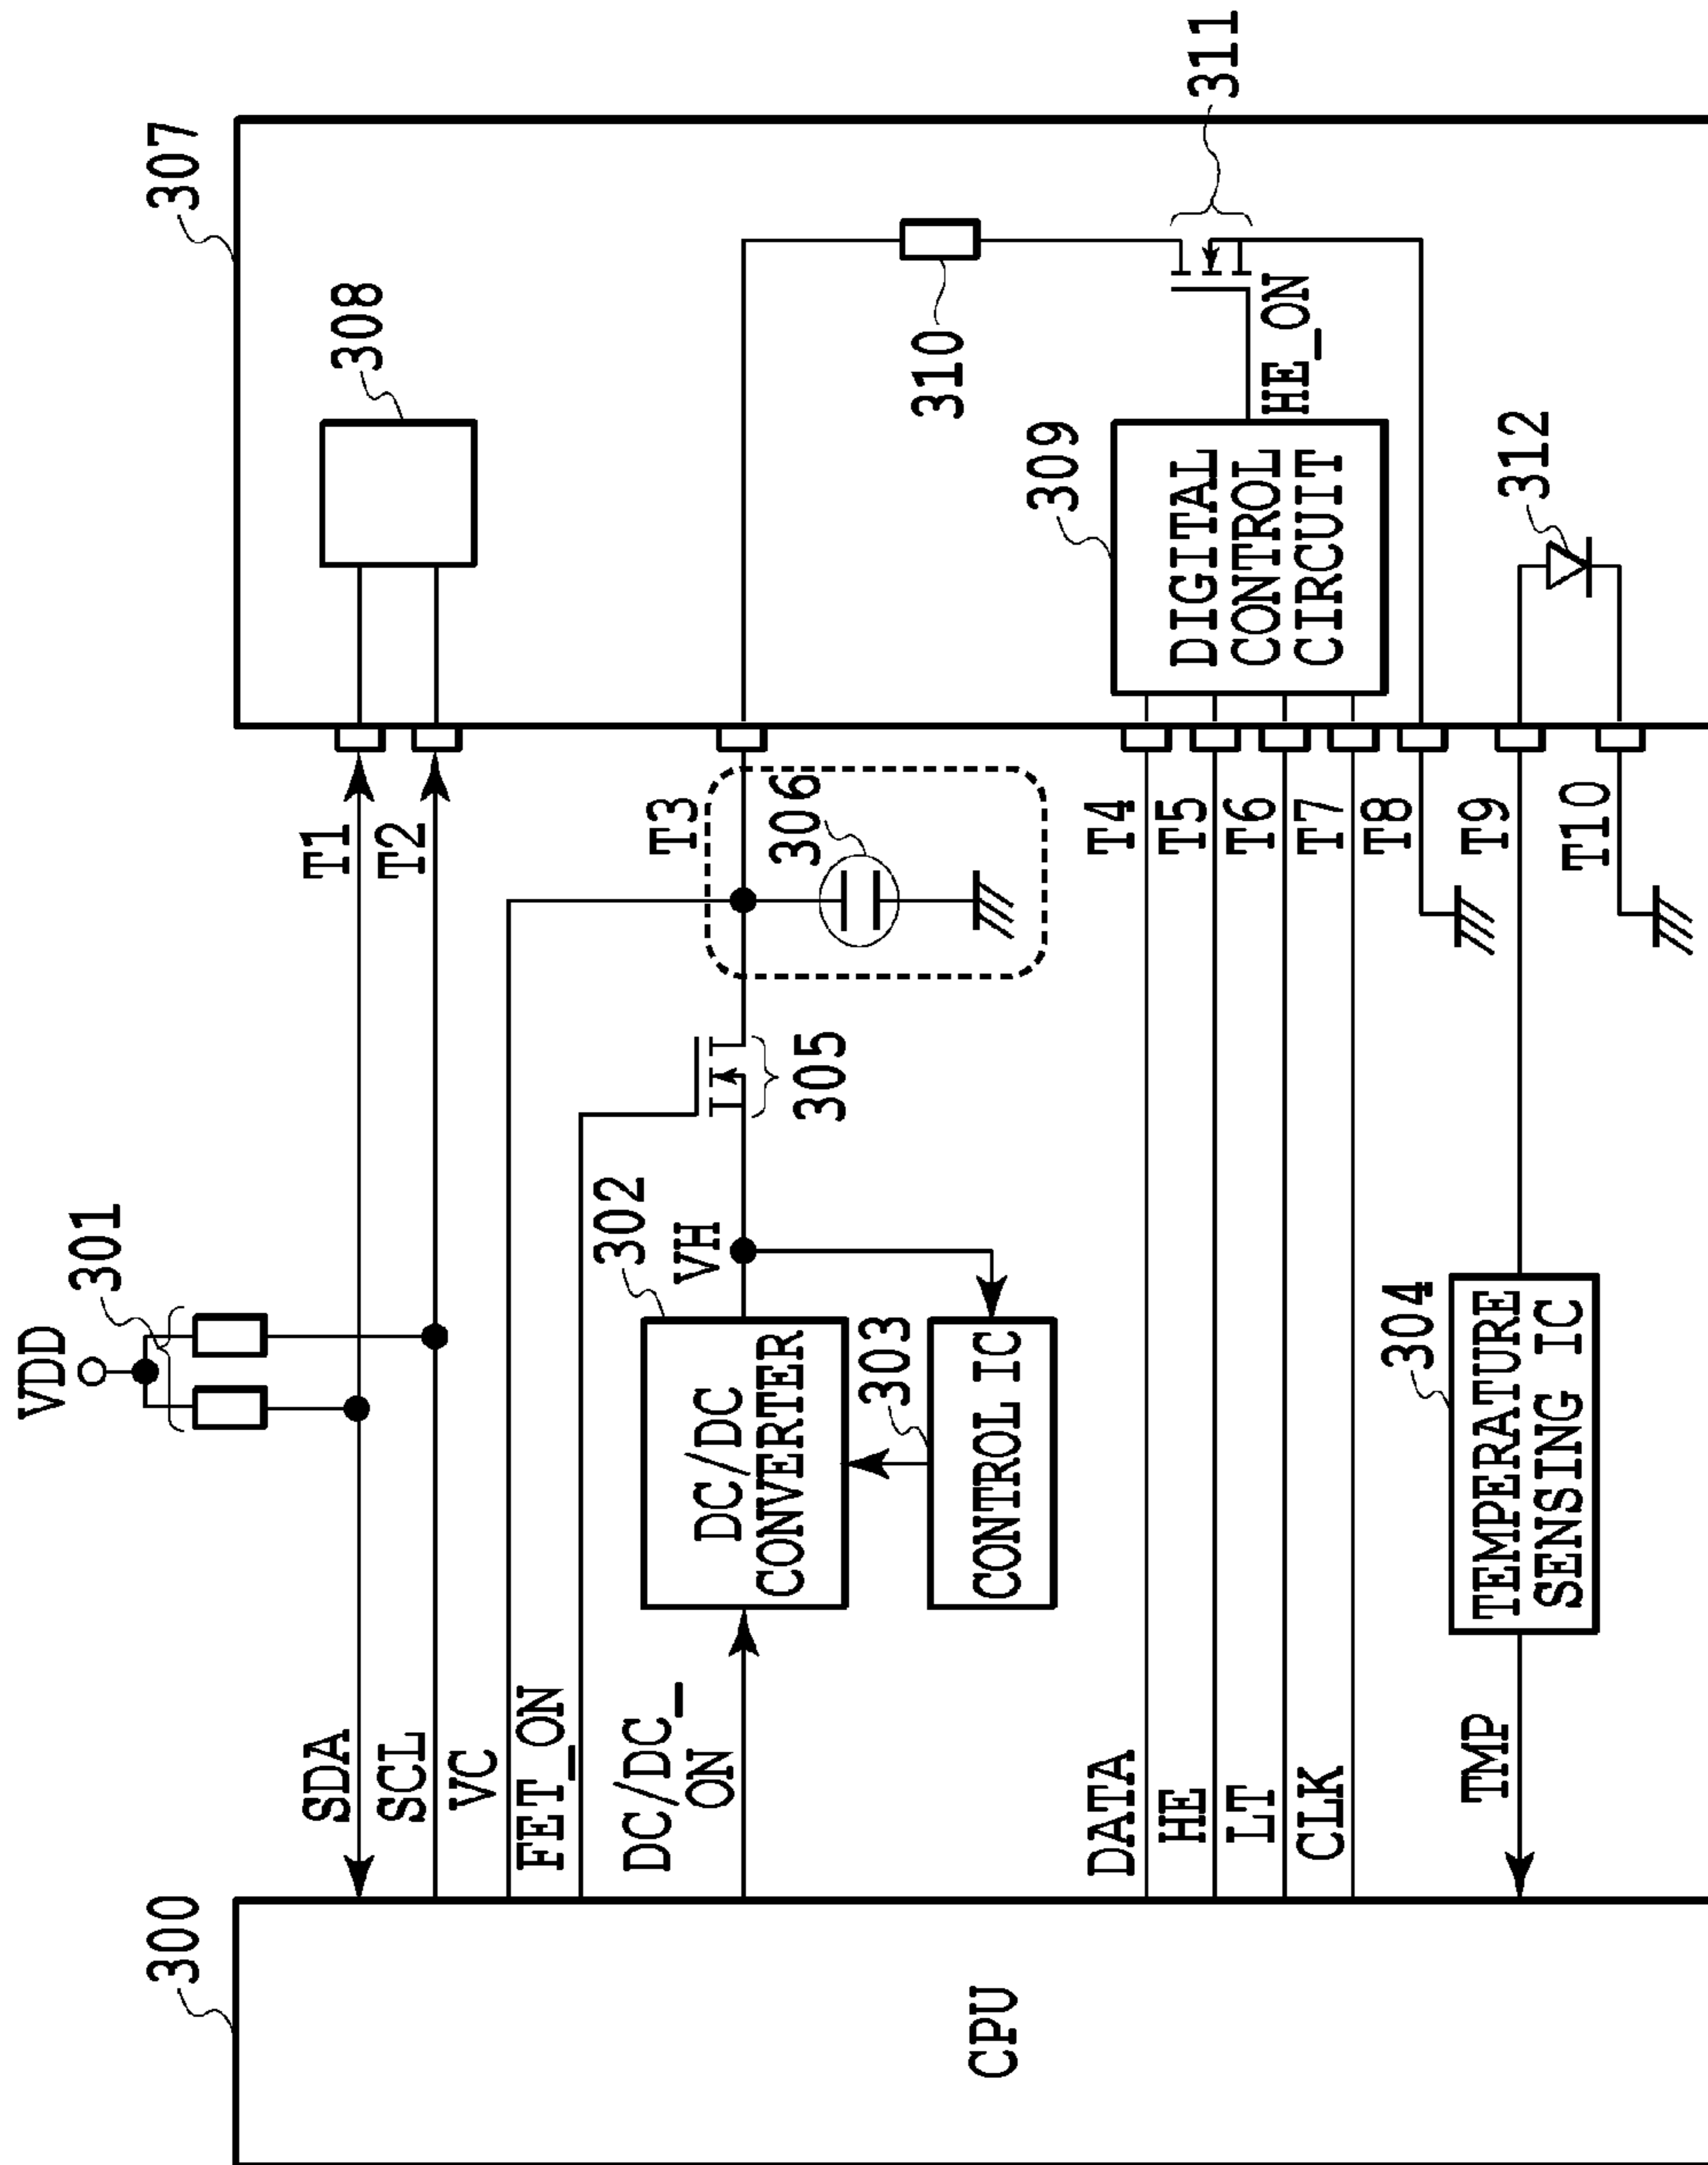 VDD
301
300
307
SDA
T1
308
SCL
T2
VC
FET_ON
302
T3
DC/DC_
ON
VH
DC/DC
CONVERTER
305
306
303
CONTROL IC
310
311
309
DATA
T4
HE
T5
LT
T6
CLK
T7
T8
DIGITAL
CONTROL
CIRCUIT
HE_ON
304
TMP
TEMPERATURE
SENSING IC
T9
312
T10
CPU